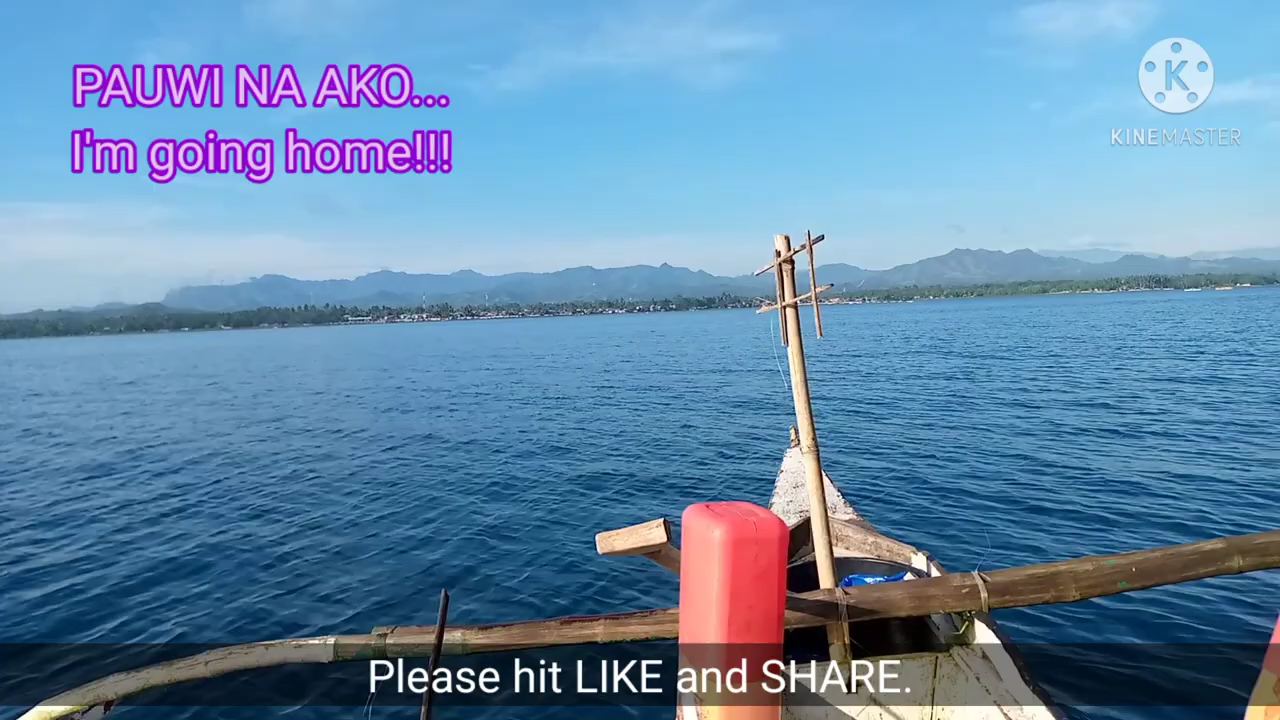 PAUWI NA AKO...
I'm going home!!!
K
KINEMASTER
Please hit LIKE and SHARE.